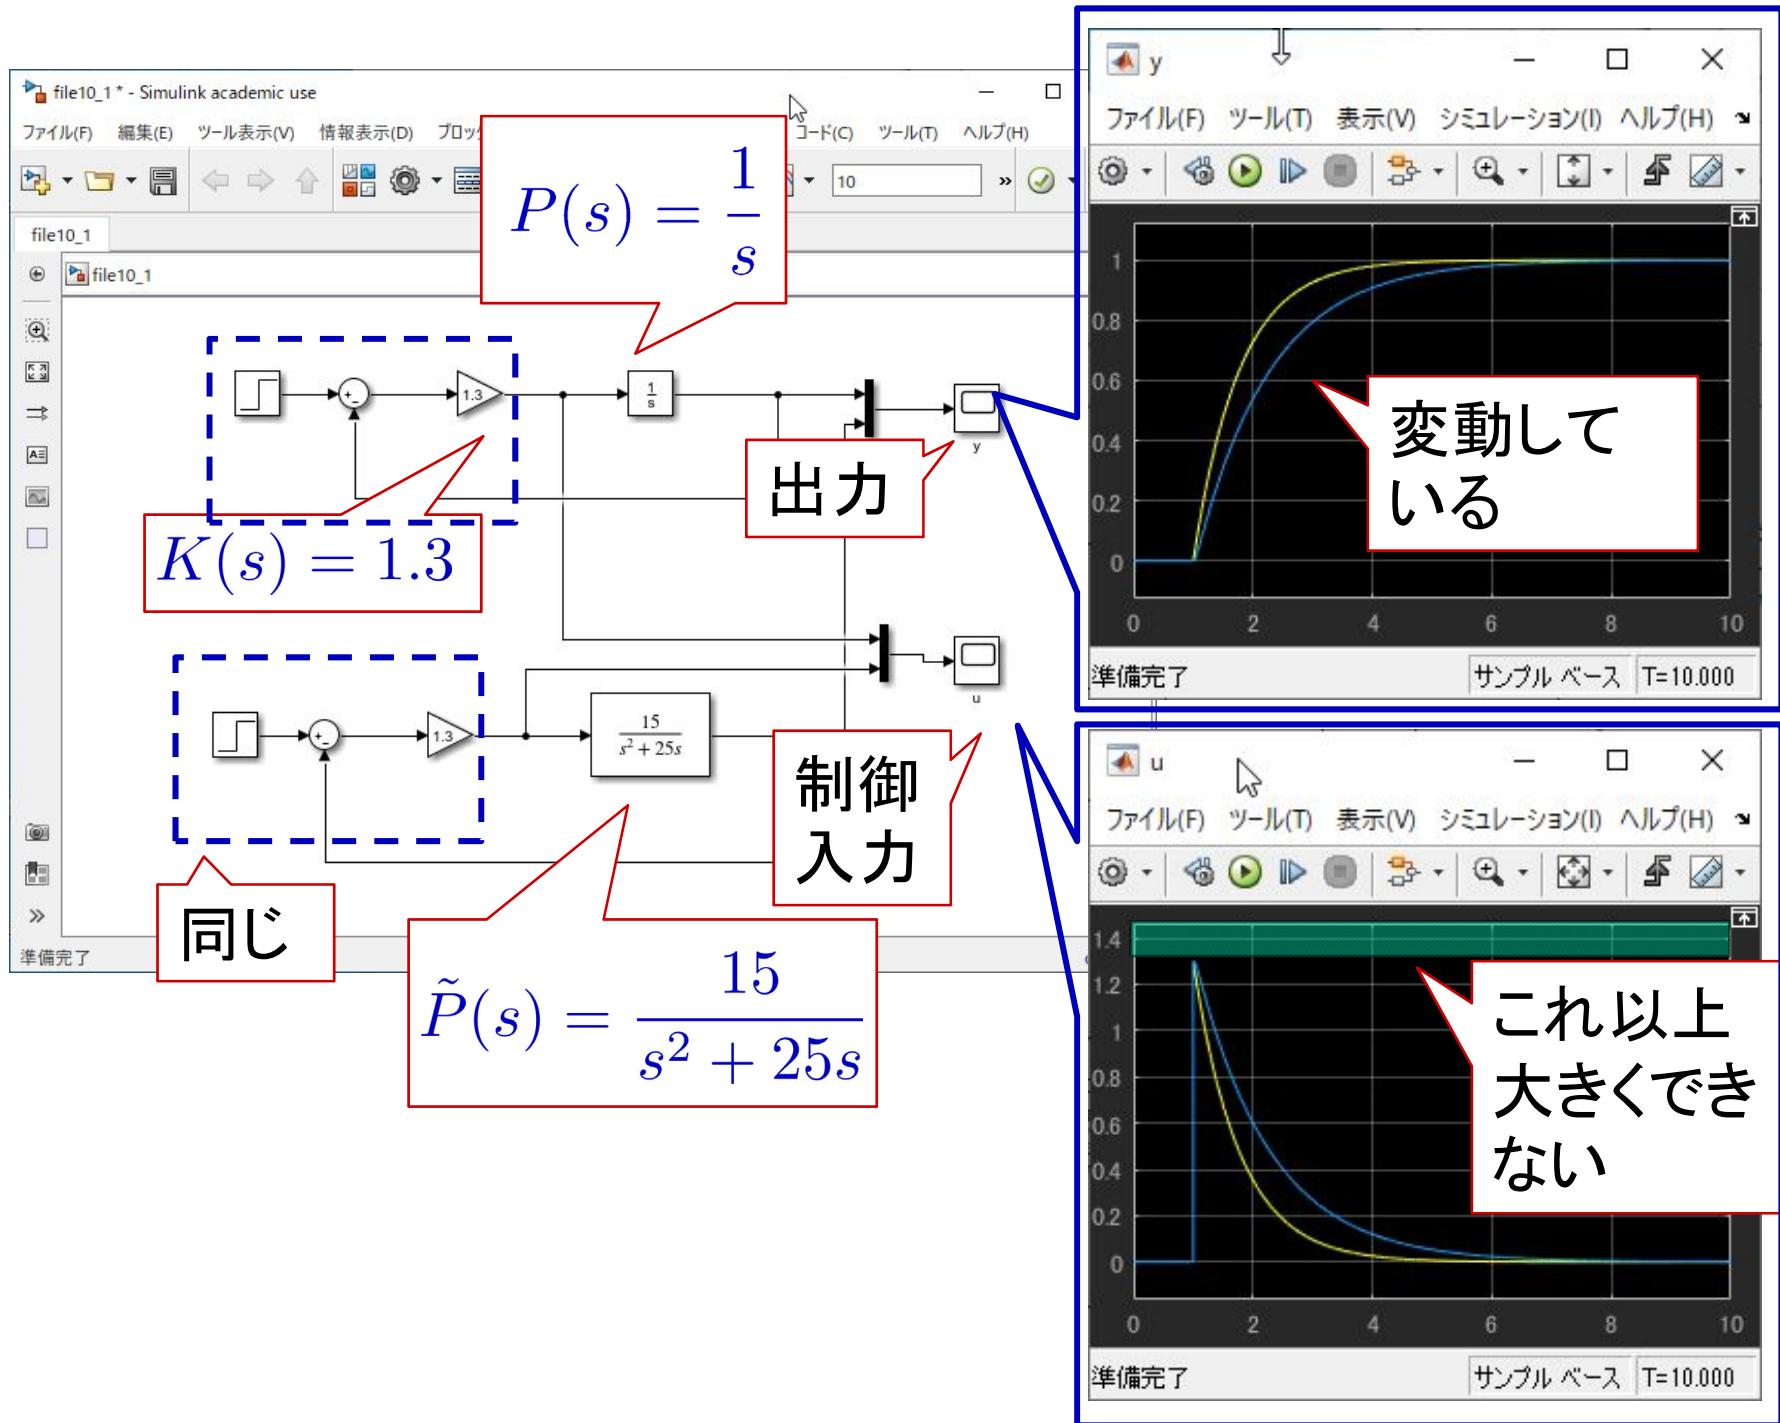 file10_1 * - Simulink academic use
ファイル(F) 編集(E) ツール表示(V) 情報表示(D) ブロッ コード(C) ツール(T) ヘルプ(H)
10
file10_1
file10_1
P(s) = 1/s
1.3
1/s
y
出力
K(s) = 1.3
u
1.3
15/(s² + 25s)
制御
入力
同じ
P̃(s) = 15/(s² + 25s)
準備完了
y
ファイル(F) ツール(T) 表示(V) シミュレーション(I) ヘルプ(H)
1
0.8
0.6
0.4
0.2
0
0 2 4 6 8 10
変動して
いる
準備完了 サンプル ベース T=10.000
u
ファイル(F) ツール(T) 表示(V) シミュレーション(I) ヘルプ(H)
1.4
1.2
1
0.8
0.6
0.4
0.2
0
0 2 4 6 8 10
これ以上
大きくでき
ない
準備完了 サンプル ベース T=10.000